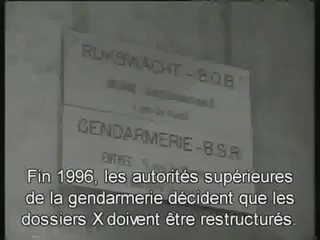 RIJKSWACHT - B.O.B.
GENDARMERIE - B.S.R.
Fin 1996, les autorités supérieures
de la gendarmerie décident que les
dossiers X doivent être restructurés.